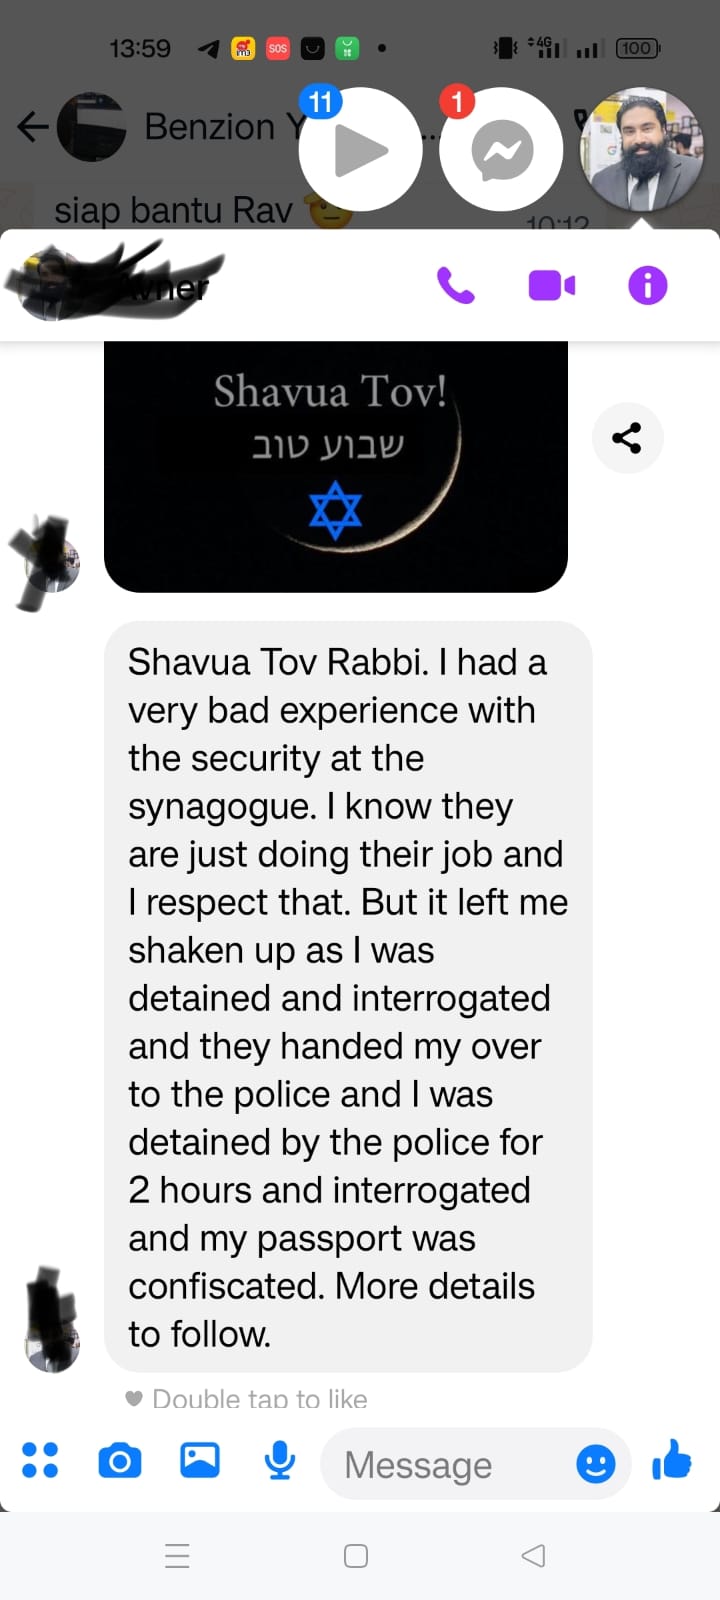 13:59
SOS
4G
100
11
1
Benzion
siap bantu Rav
10:12
Shavua Tov!
שבוע טוב
Shavua Tov Rabbi. I had a
very bad experience with
the security at the
synagogue. I know they
are just doing their job and
I respect that. But it left me
shaken up as I was
detained and interrogated
and they handed my over
to the police and I was
detained by the police for
2 hours and interrogated
and my passport was
confiscated. More details
to follow.
Double tap to like
Message